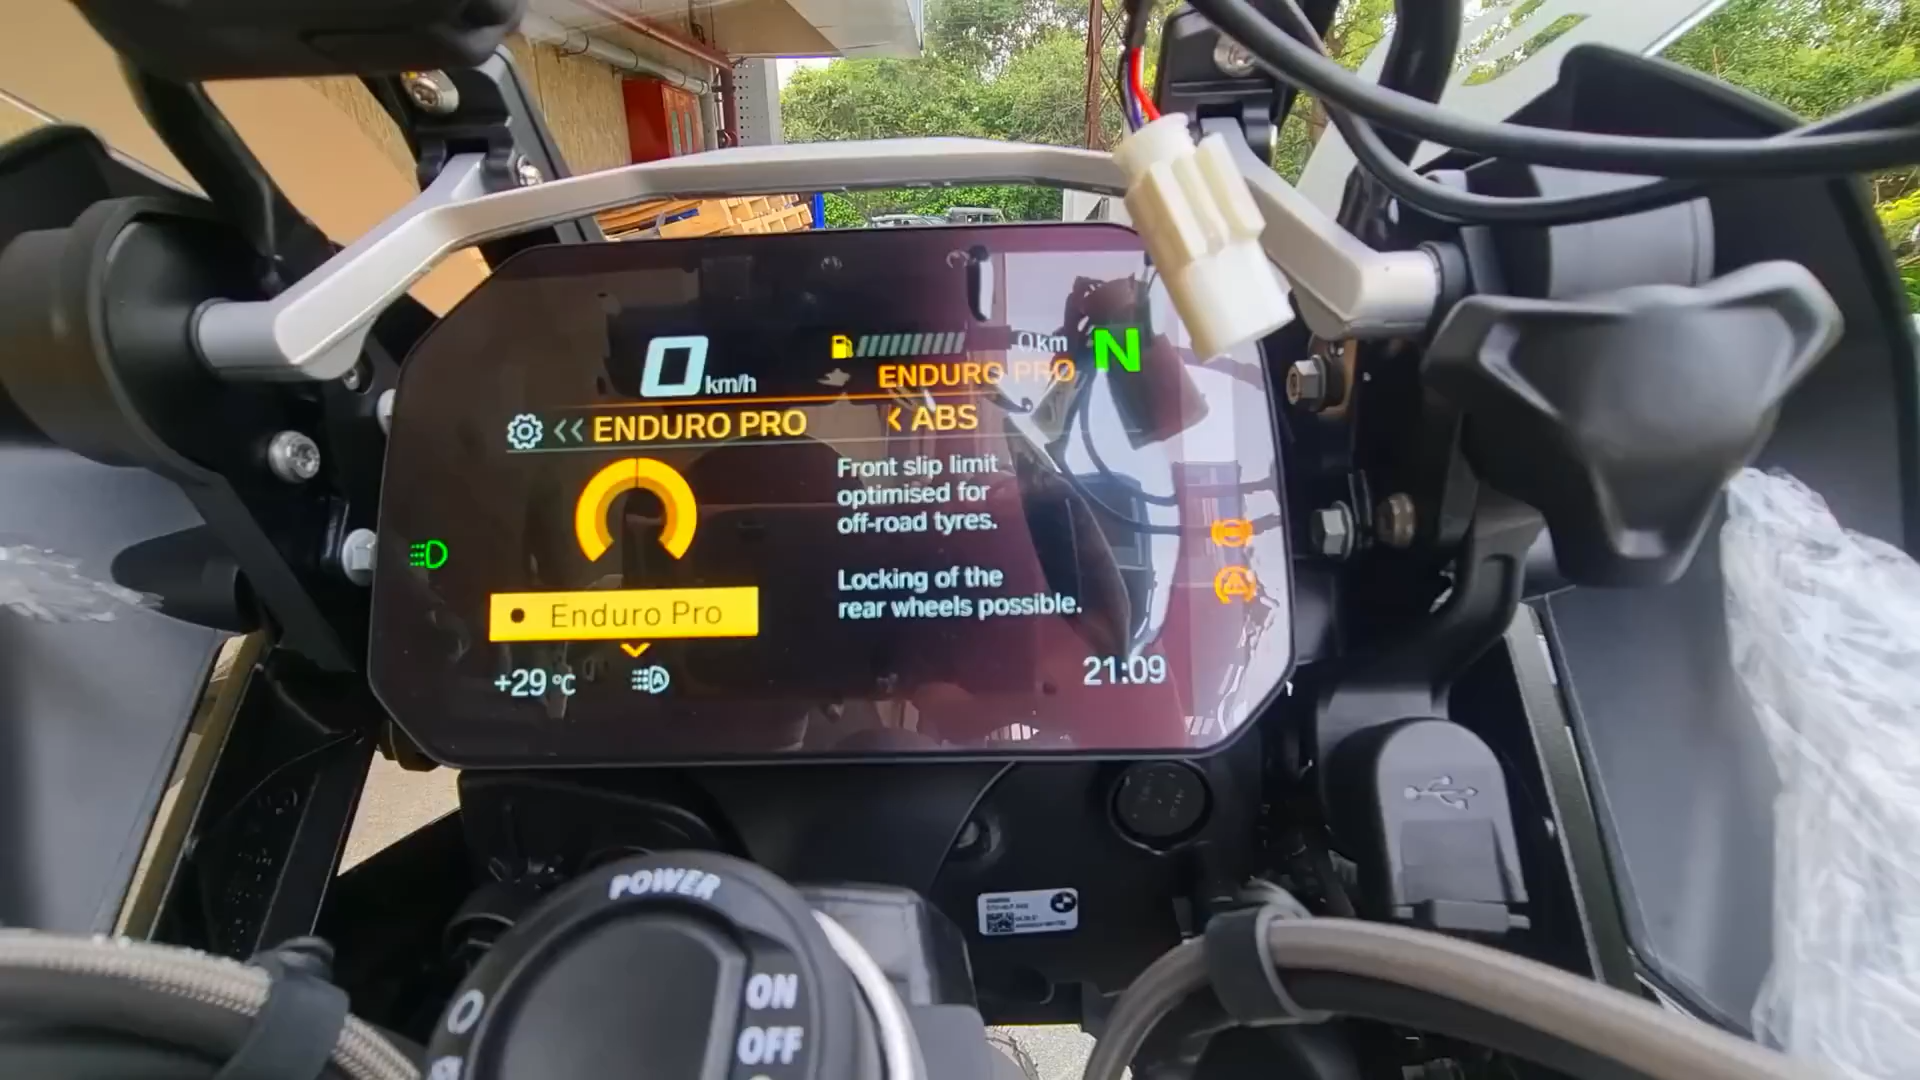 0 km/h
0 km
N
ENDURO PRO
<< ENDURO PRO
< ABS
Front slip limit
optimised for
off-road tyres.
Locking of the
rear wheels possible.
Enduro Pro
+29 °C
21:09
POWER
ON
OFF